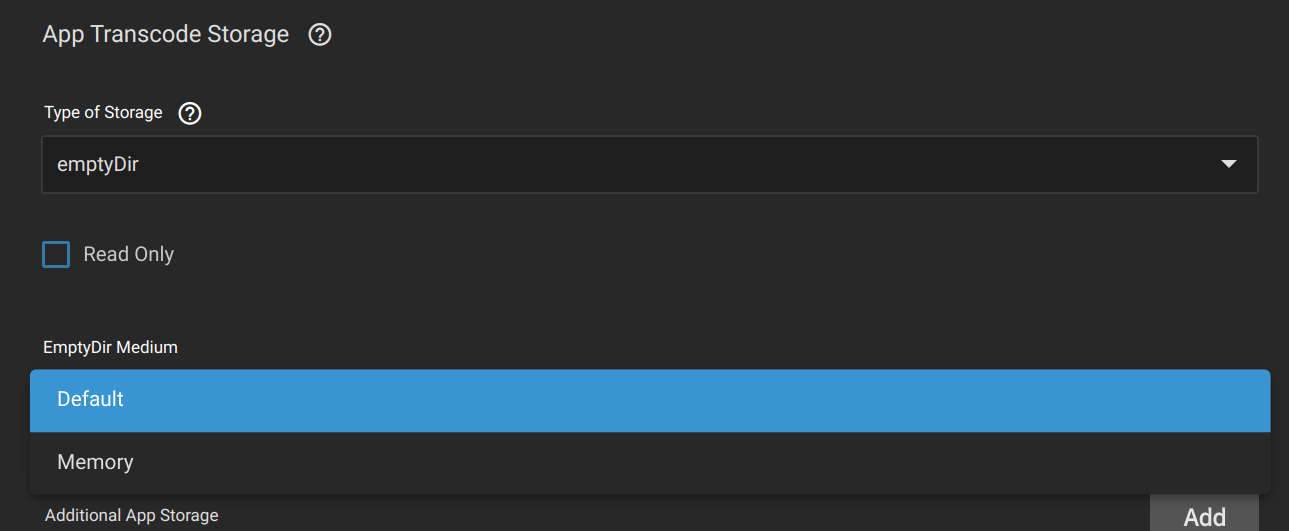 App Transcode Storage
Type of Storage
emptyDir
Read Only
EmptyDir Medium
Default
Memory
Additional App Storage
Add